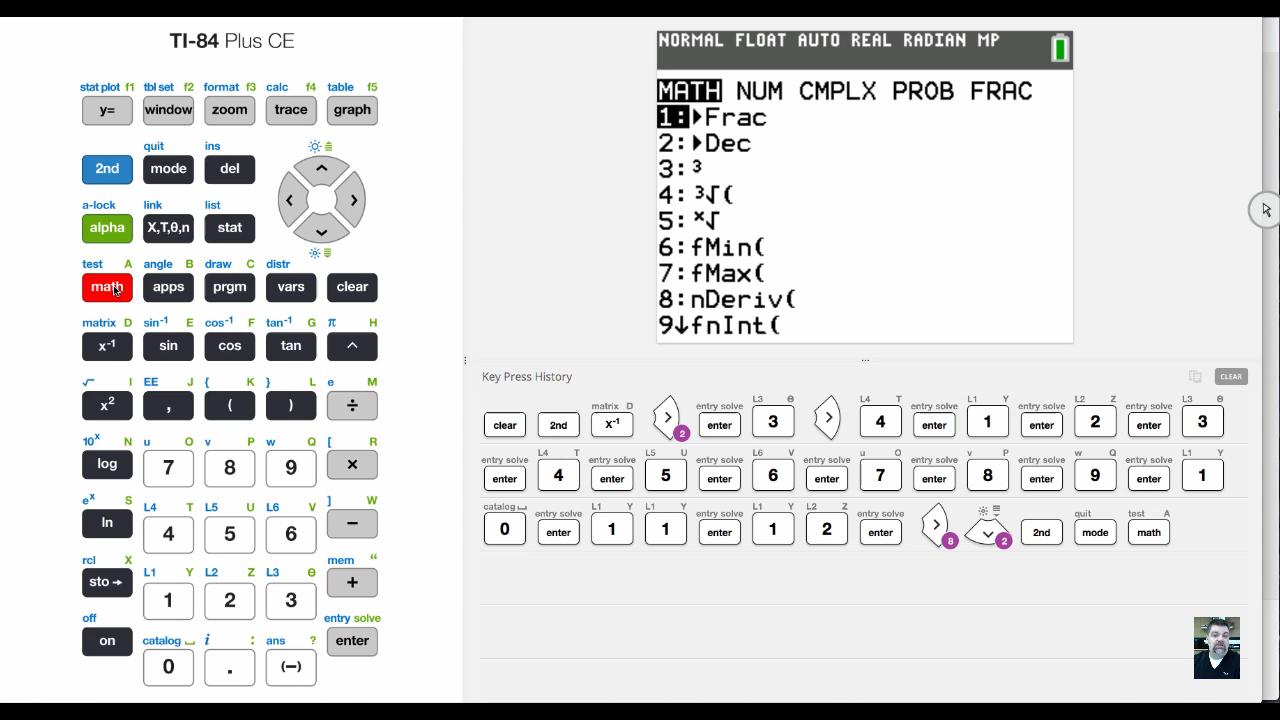 TI-84 Plus CE
stat plot f1 tbl set f2 format f3 calc f4 table f5
y= window zoom trace graph
quit ins
2nd mode del
a-lock link list
alpha X,T,θ,n stat
test A angle B draw C distr
math apps prgm vars clear
matrix D sin-1 E cos-1 F tan-1 G π H
x-1 sin cos tan ^
√ I EE J { K } L e M
x2 , ( ) ÷
10x N u O v P w Q [ R
log 7 8 9 ×
ex S L4 T L5 U L6 V ] W
ln 4 5 6 −
rcl X L1 Y L2 Z L3 θ mem “
sto→ 1 2 3 +
off catalog ⎵ i : ans ? entry solve
on 0 . (−) enter
NORMAL FLOAT AUTO REAL RADIAN MP
MATH NUM CMPLX PROB FRAC
1:▶Frac
2:▶Dec
3:³
4:³√(
5:ˣ√
6:fMin(
7:fMax(
8:nDeriv(
9↓fnInt(
Key Press History
CLEAR
matrix D entry solve L3 θ L4 T entry solve L1 Y entry solve L2 Z entry solve L3 θ
clear 2nd x-1 > 2 enter 3 > 4 enter 1 enter 2 enter 3
entry solve L4 T entry solve L5 U entry solve L6 V entry solve u O entry solve v P entry solve w Q entry solve L1 Y
enter 4 enter 5 enter 6 enter 7 enter 8 enter 9 enter 1
catalog ⎵ entry solve L1 Y L1 Y entry solve L1 Y L2 Z entry solve quit test A
0 enter 1 1 enter 1 2 enter > 8 2 2nd mode math